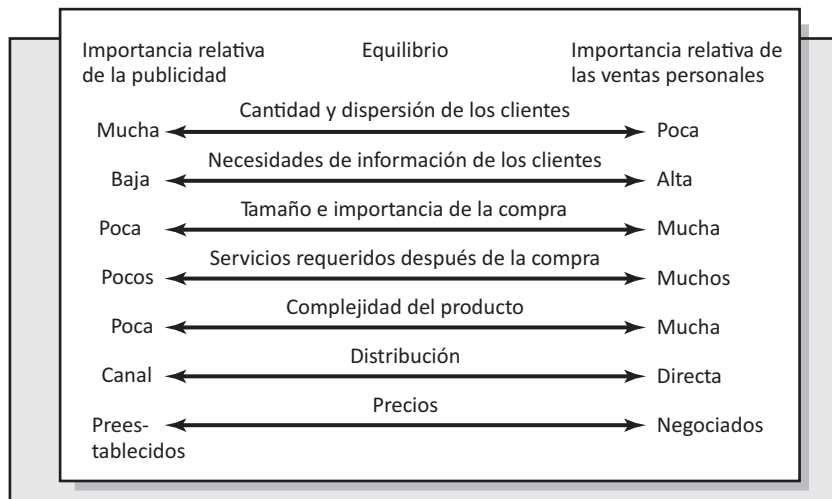 Importancia relativa
de la publicidad
Equilibrio
Importancia relativa de
las ventas personales
Cantidad y dispersión de los clientes
Mucha
Poca
Necesidades de información de los clientes
Baja
Alta
Tamaño e importancia de la compra
Poca
Mucha
Servicios requeridos después de la compra
Pocos
Muchos
Complejidad del producto
Poca
Mucha
Distribución
Canal
Directa
Precios
Prees-
tablecidos
Negociados